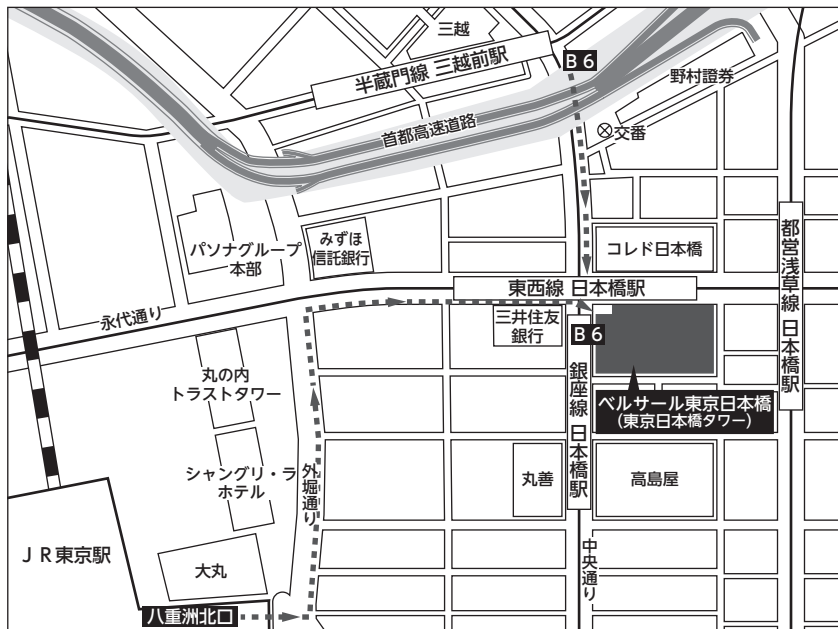 三越
半蔵門線 三越前駅
B6
野村證券
首都高速道路
交番
パソナグループ
本部
みずほ
信託銀行
コレド日本橋
都営浅草線 日本橋駅
東西線 日本橋駅
永代通り
三井住友
銀行
B6
丸の内
トラストタワー
銀座線 日本橋駅
ベルサール東京日本橋
(東京日本橋タワー)
シャングリ・ラ
ホテル
外堀通り
丸善
高島屋
JR東京駅
大丸
中央通り
八重洲北口